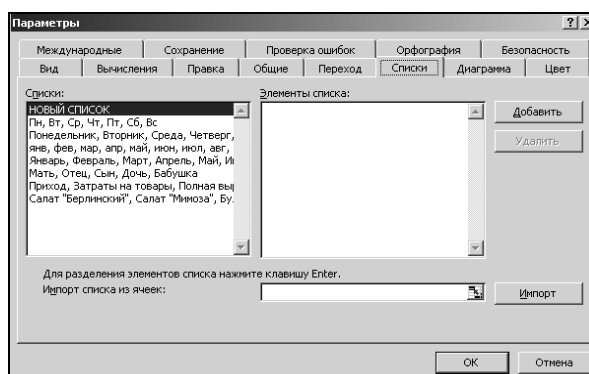 Параметры
Международные Сохранение Проверка ошибок Орфография Безопасность
Вид Вычисления Правка Общие Переход Списки Диаграмма Цвет
Списки:
Элементы списка:
НОВЫЙ СПИСОК
Пн, Вт, Ср, Чт, Пт, Сб, Вс
Понедельник, Вторник, Среда, Четверг,
янв, фев, мар, апр, май, июн, июл, авг,
Январь, Февраль, Март, Апрель, Май, И
Мать, Отец, Сын, Дочь, Бабушка
Приход, Затраты на товары, Полная выр
Салат "Берлинский", Салат "Мимоза", Бу.
Добавить
Удалить
Для разделения элементов списка нажмите клавишу Enter.
Импорт списка из ячеек:
Импорт
ОК
Отмена